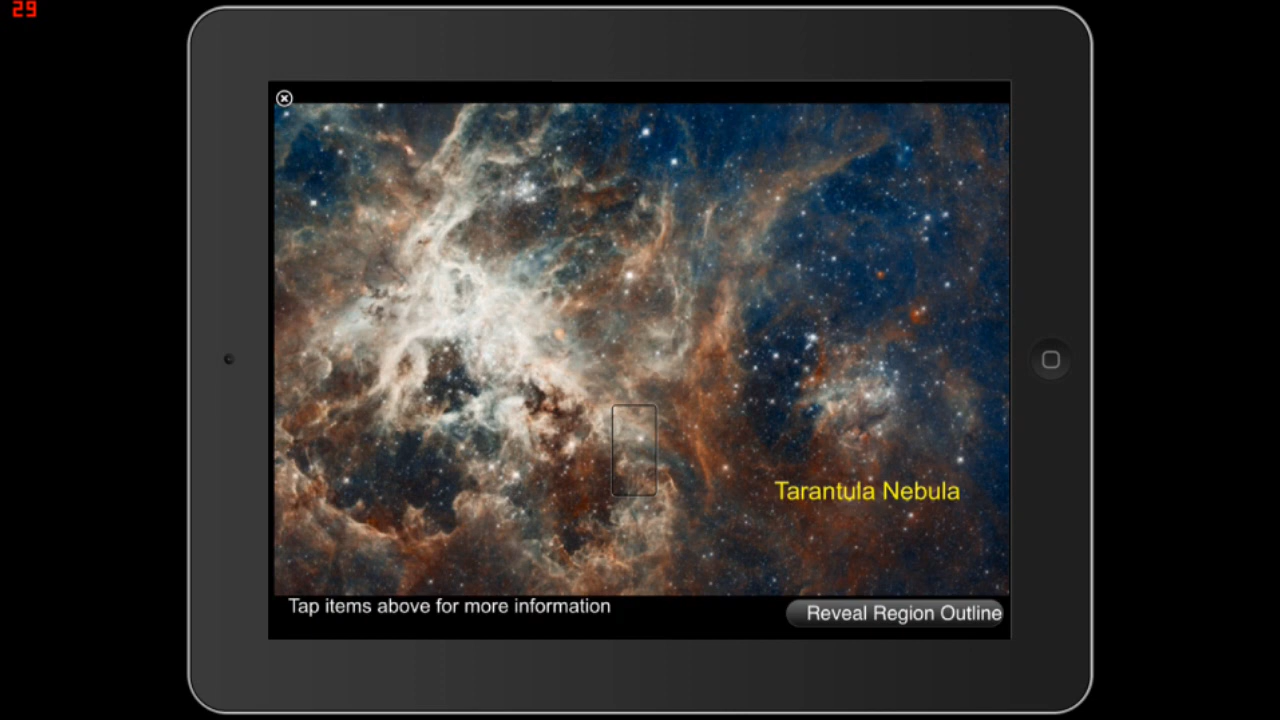 29
Tarantula Nebula
Tap items above for more information
Reveal Region Outline